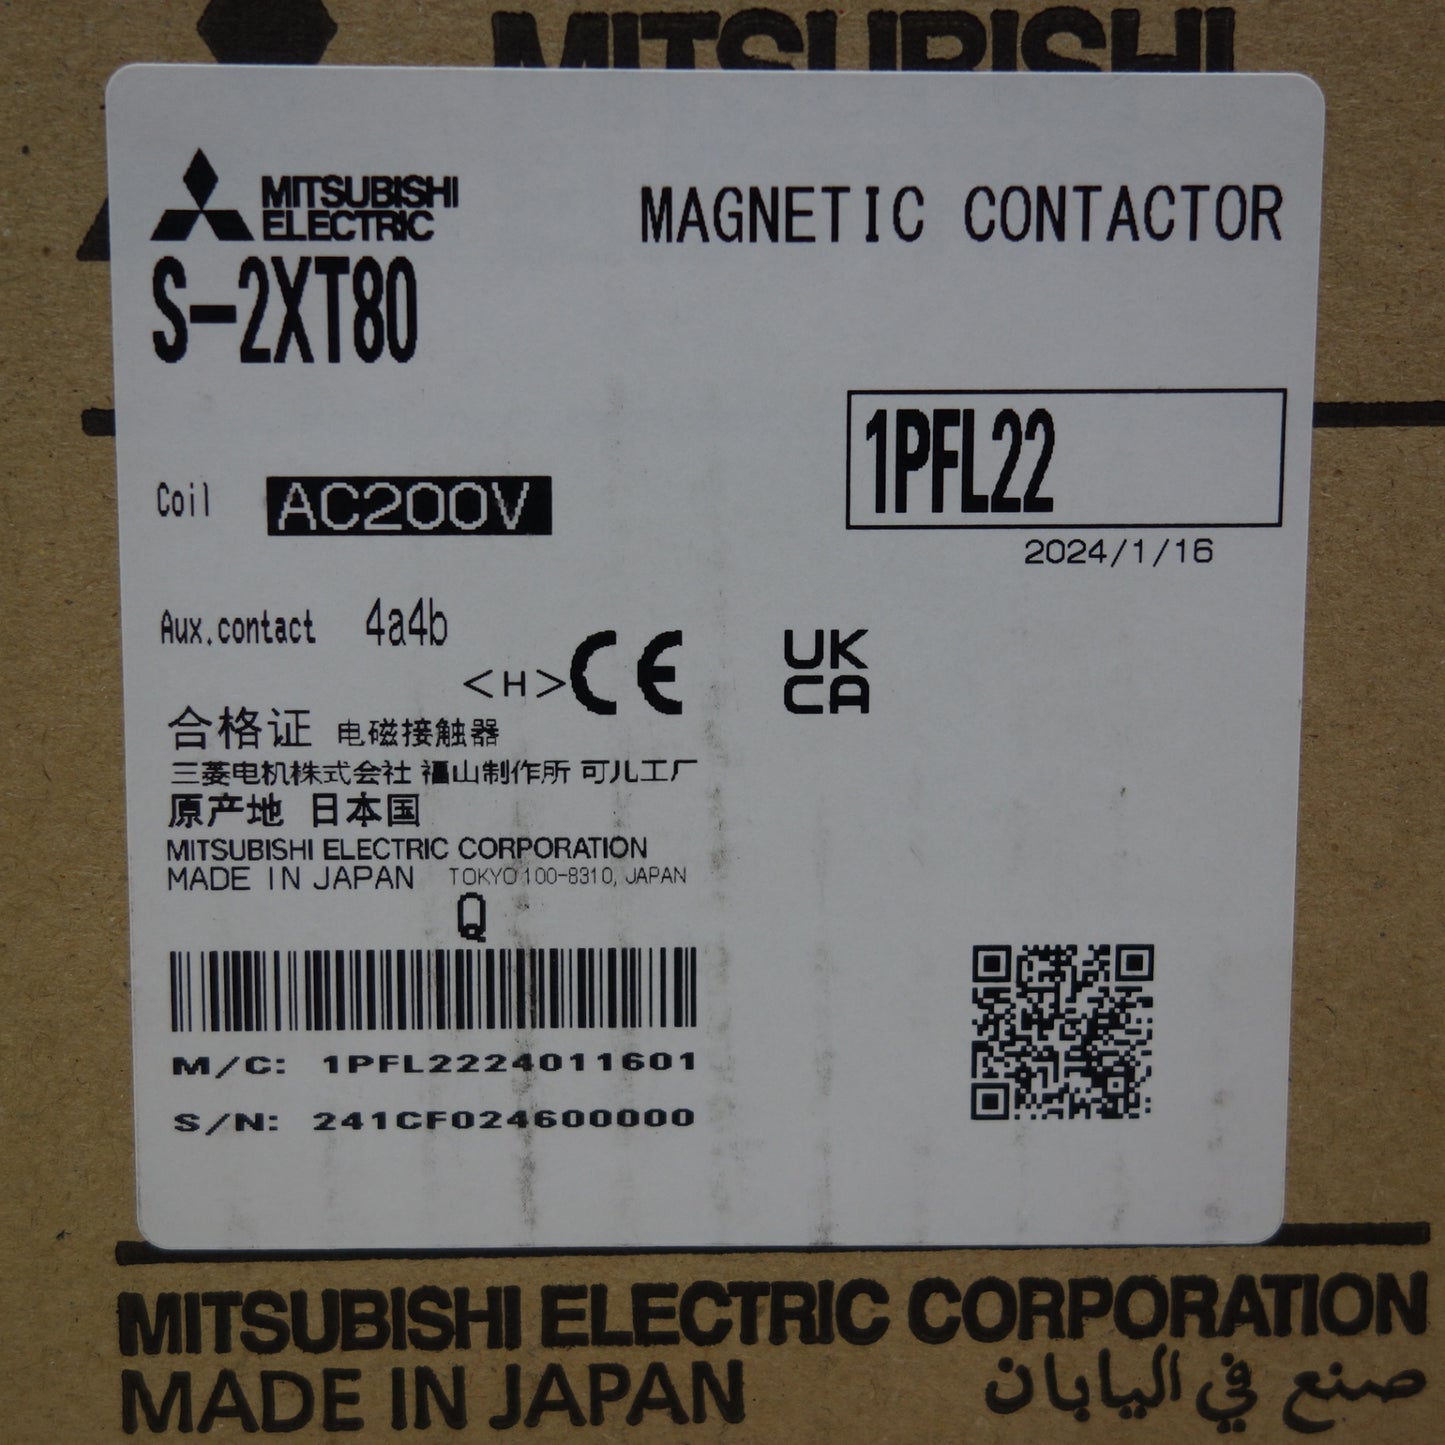 MITSUBISHI
MITSUBISHI
ELECTRIC
MAGNETIC CONTACTOR
S-2XT80
1PFL22
2024/1/16
Coil AC200V
Aux.contact 4a4b
<H> CE UK
CA
合格证 电磁接触器
三菱电机株式会社 福山制作所 可儿工厂
原产地 日本国
MITSUBISHI ELECTRIC CORPORATION
MADE IN JAPAN TOKYO 100-8310, JAPAN
Q
M/C: 1PFL2224011601
S/N: 241CF024600000
MITSUBISHI ELECTRIC CORPORATION
MADE IN JAPAN صنع في اليابان